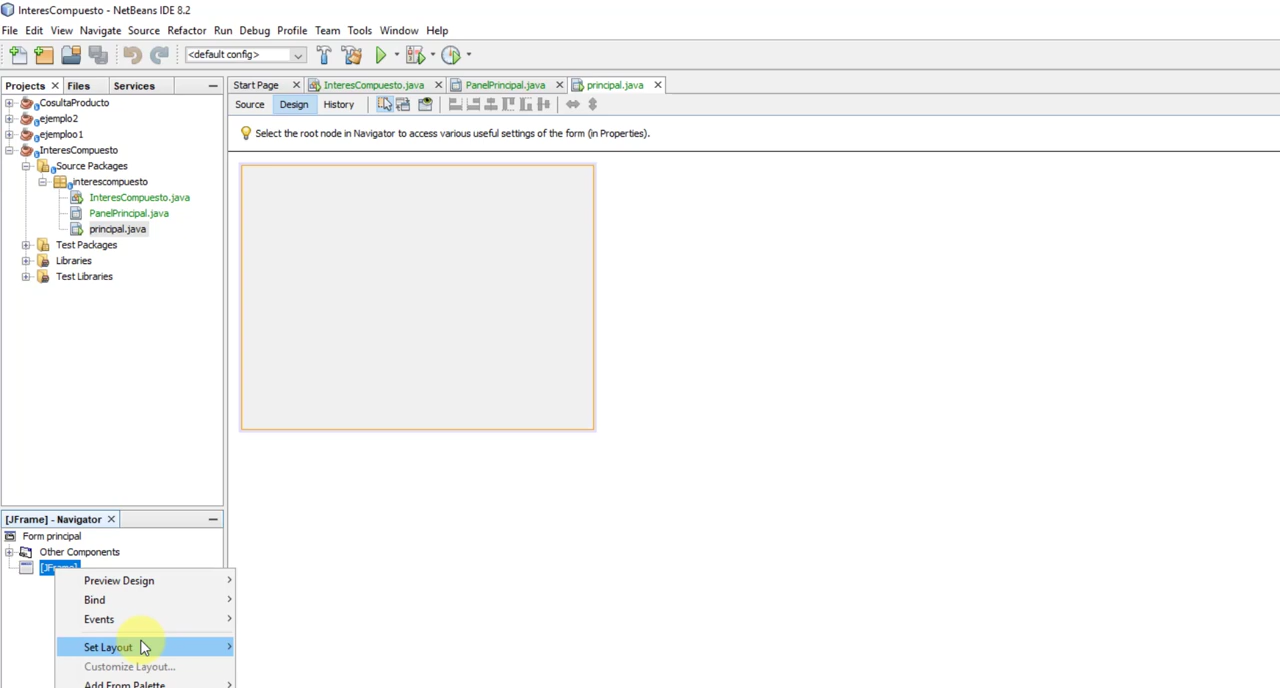 InteresCompuesto - NetBeans IDE 8.2
File Edit View Navigate Source Refactor Run Debug Profile Team Tools Window Help
<default config>
Projects Files Services
Start Page InteresCompuesto.java PanelPrincipal.java principal.java
Source Design History
Select the root node in Navigator to access various useful settings of the form (in Properties).
CosultaProducto
ejemplo2
ejemploo1
InteresCompuesto
Source Packages
interescompuesto
InteresCompuesto.java
PanelPrincipal.java
principal.java
Test Packages
Libraries
Test Libraries
[JFrame] - Navigator
Form principal
Other Components
[JFrame]
Preview Design
Bind
Events
Set Layout
Customize Layout...
Add From Palette